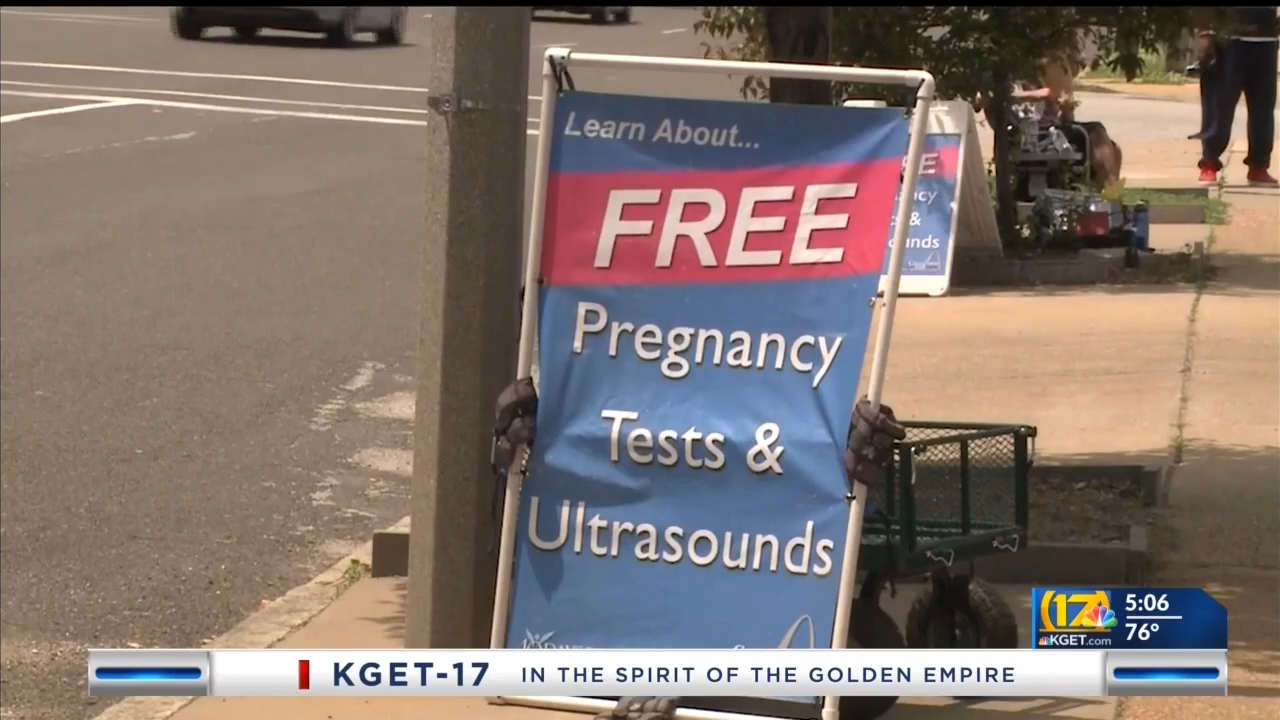 Learn About...
FREE
Pregnancy
Tests &
Ultrasounds
&
unds
17
KGET.com
5:06
76°
KGET-17 IN THE SPIRIT OF THE GOLDEN EMPIRE